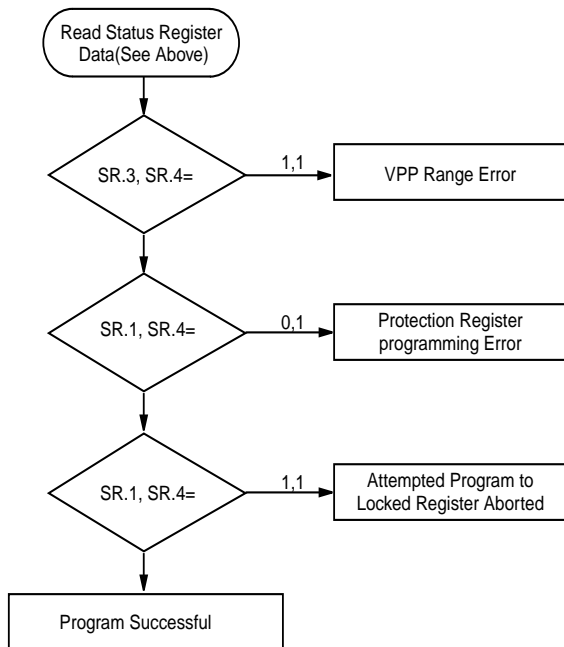 Read Status Register
Data(See Above)
SR.3, SR.4=
1,1
VPP Range Error
SR.1, SR.4=
0,1
Protection Register
programming Error
SR.1, SR.4=
1,1
Attempted Program to
Locked Register Aborted
Program Successful